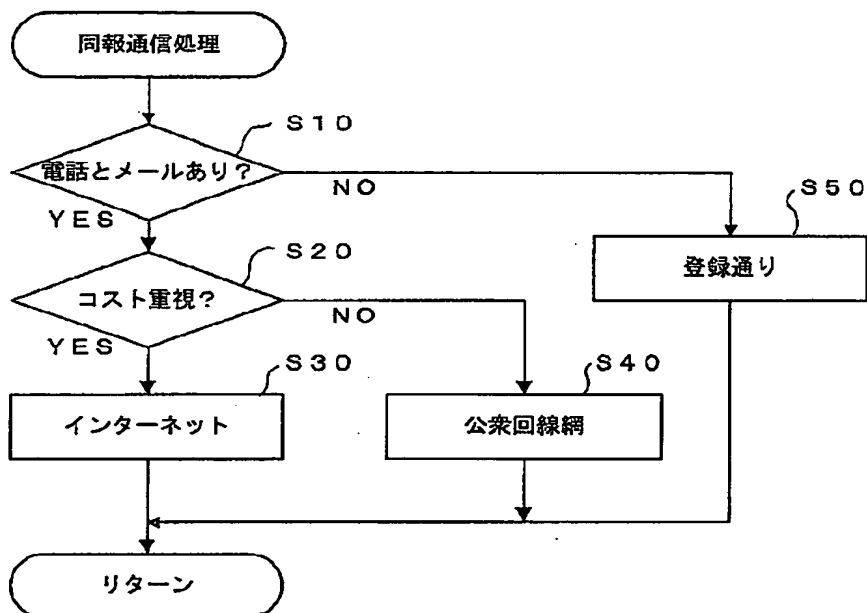 同報通信処理
S10
電話とメールあり?
NO
YES
S50
登録通り
S20
コスト重視?
NO
YES
S30
インターネット
S40
公衆回線網
リターン